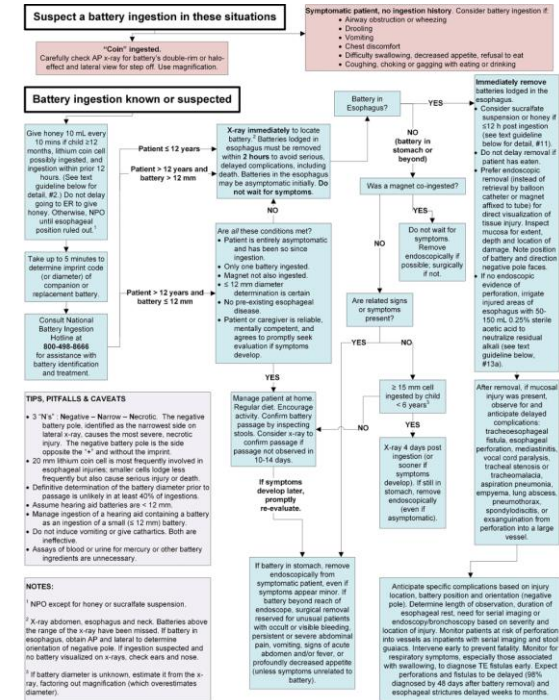 Suspect a battery ingestion in these situations
Symptomatic patient, no ingestion history. Consider battery ingestion if:
• Airway obstruction or wheezing
• Drooling
• Vomiting
• Chest discomfort
• Difficulty swallowing, decreased appetite, refusal to eat
• Coughing, choking or gagging with eating or drinking
"Coin" ingested.
Carefully check AP x-ray for battery's double-rim or halo-
effect and lateral view for step off. Use magnification.
Battery ingestion known or suspected
Give honey 10 mL every
10 mins if child ≥12
months, lithium coin cell
possibly ingested, and
ingestion within prior 12
hours. (See text
guideline below for
detail, #2.) Do not delay
going to ER to give
honey. Otherwise, NPO
until esophageal
position ruled out.¹
Take up to 5 minutes to
determine imprint code
(or diameter) of
companion or
replacement battery.
Consult National
Battery Ingestion
Hotline at
800-498-8666
for assistance with
battery identification
and treatment.
Patient ≤ 12 years
Patient > 12 years and
battery > 12 mm
Patient > 12 years and
battery ≤ 12 mm
X-ray immediately to locate
battery.² Batteries lodged in
esophagus must be removed
within 2 hours to avoid serious,
delayed complications, including
death. Batteries in the esophagus
may be asymptomatic initially. Do
not wait for symptoms.
NO
Are all these conditions met?
• Patient is entirely asymptomatic
and has been so since
ingestion.
• Only one battery ingested.
• Magnet not also ingested.
• ≤ 12 mm diameter
determination is certain
• No pre-existing esophageal
disease.
• Patient or caregiver is reliable,
mentally competent, and
agrees to promptly seek
evaluation if symptoms
develop.
YES
Manage patient at home.
Regular diet. Encourage
activity. Confirm battery
passage by inspecting
stools. Consider x-ray to
confirm passage if
passage not observed in
10-14 days.
If symptoms
develop later,
promptly
re-evaluate.
Battery in
Esophagus?
YES
NO
(battery in
stomach or
beyond)
Was a magnet co-ingested?
YES
NO
Do not wait for
symptoms.
Remove
endoscopically if
possible; surgically
if not.
Are related signs
or symptoms
present?
YES
NO
≥ 15 mm cell
ingested by child
< 6 years³
NO
YES
X-ray 4 days post
ingestion (or
sooner if
symptoms
develop). If still in
stomach, remove
endoscopically
(even if
asymptomatic).
If battery in stomach, remove
endoscopically from
symptomatic patient, even if
symptoms appear minor. If
battery beyond reach of
endoscope, surgical removal
reserved for unusual patients
with occult or visible bleeding,
persistent or severe abdominal
pain, vomiting, signs of acute
abdomen and/or fever, or
profoundly decreased appetite
(unless symptoms unrelated to
battery).
Immediately remove
batteries lodged in the
esophagus.
• Consider sucralfate
suspension or honey if
≤12 h post ingestion
(see text guideline
below for detail, #11).
• Do not delay removal if
patient has eaten.
• Prefer endoscopic
removal (instead of
retrieval by balloon
catheter or magnet
affixed to tube) for
direct visualization of
tissue injury. Inspect
mucosa for extent,
depth and location of
damage. Note position
of battery and direction
negative pole faces.
• If no endoscopic
evidence of
perforation, irrigate
injured areas of
esophagus with 50-
150 mL 0.25% sterile
acetic acid to
neutralize residual
alkali (see text
guideline below,
#13a).
After removal, if mucosal
injury was present,
observe for and
anticipate delayed
complications:
tracheoesophageal
fistula, esophageal
perforation, mediastinitis,
vocal cord paralysis,
tracheal stenosis or
tracheomalacia,
aspiration pneumonia,
empyema, lung abscess,
pneumothorax,
spondylodiscitis, or
exsanguination from
perforation into a large
vessel.
Anticipate specific complications based on injury
location, battery position and orientation (negative
pole). Determine length of observation, duration of
esophageal rest, need for serial imaging or
endoscopy/bronchoscopy based on severity and
location of injury. Monitor patients at risk of perforation
into vessels as inpatients with serial imaging and stool
guaiacs. Intervene early to prevent fatality. Monitor for
respiratory symptoms, especially those associated
with swallowing, to diagnose TE fistulas early. Expect
perforations and fistulas to be delayed (98%
diagnosed by 48 days after battery removal) and
esophageal strictures delayed weeks to months.
TIPS, PITFALLS & CAVEATS
• 3 "N's" : Negative – Narrow – Necrotic. The negative
battery pole, identified as the narrowest side on
lateral x-ray, causes the most severe, necrotic
injury. The negative battery pole is the side
opposite the "+" and without the imprint.
• 20 mm lithium coin cell is most frequently involved in
esophageal injuries; smaller cells lodge less
frequently but also cause serious injury or death.
• Definitive determination of the battery diameter prior to
passage is unlikely in at least 40% of ingestions.
• Assume hearing aid batteries are < 12 mm.
• Manage ingestion of a hearing aid containing a battery
as an ingestion of a small (≤ 12 mm) battery.
• Do not induce vomiting or give cathartics. Both are
ineffective.
• Assays of blood or urine for mercury or other battery
ingredients are unnecessary.
NOTES:
¹ NPO except for honey or sucralfate suspension.
² X-ray abdomen, esophagus and neck. Batteries above
the range of the x-ray have been missed. If battery in
esophagus, obtain AP and lateral to determine
orientation of negative pole. If ingestion suspected and
no battery visualized on x-rays, check ears and nose.
³ If battery diameter is unknown, estimate it from the x-
ray, factoring out magnification (which overestimates
diameter).